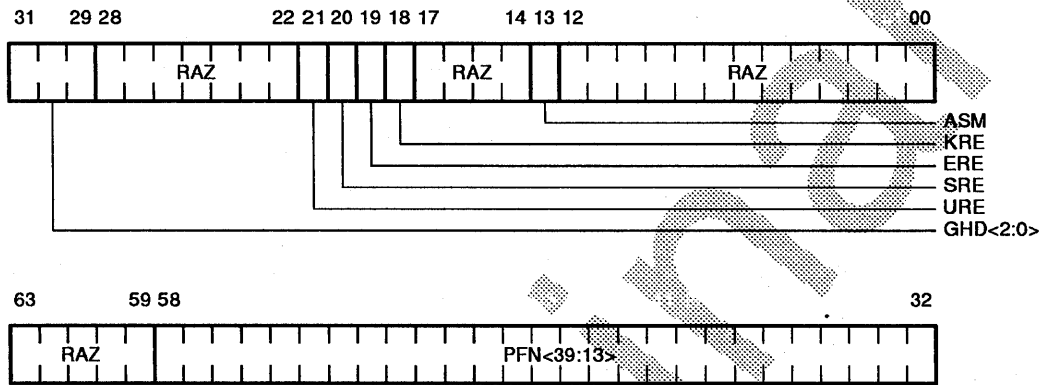 31 29 28 22 21 20 19 18 17 14 13 12 00
RAZ RAZ RAZ
ASM
KRE
ERE
SRE
URE
GHD<2:0>
63 59 58 32
RAZ PFN<39:13>